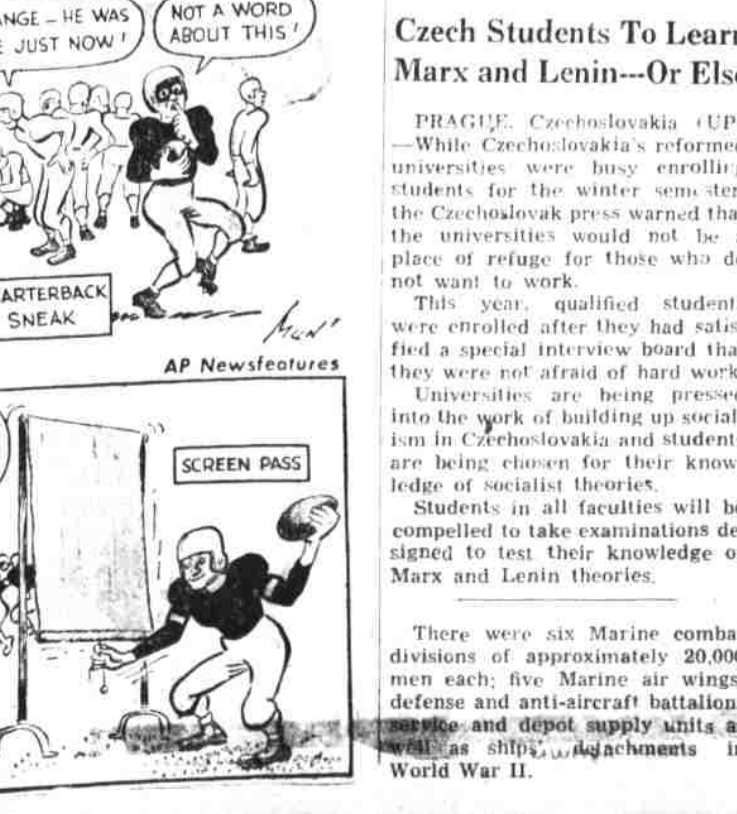 ANGE — HE WAS
E JUST NOW!
NOT A WORD
ABOUT THIS!
ARTERBACK
SNEAK
AP Newsfeatures
SCREEN PASS
Czech Students To Learn
Marx and Lenin---Or Else
PRAGUE. Czechoslovakia (UP
—While Czechoslovakia's reformed
universities were busy enrolling
students for the winter semester
the Czechoslovak press warned tha
the universities would not be a
place of refuge for those who do
not want to work.
This year, qualified student
were enrolled after they had satis
fied a special interview board tha
they were not afraid of hard work
Universities are being pressed
into the work of building up social
ism in Czechoslovakia and student
are being chosen for their know
ledge of socialist theories.
Students in all faculties will be
compelled to take examinations de
signed to test their knowledge o
Marx and Lenin theories.
There were six Marine comba
divisions of approximately 20,000
men each; five Marine air wings
defense and anti-aircraft battalion
service and depot supply units a
well as ships' detachments in
World War II.